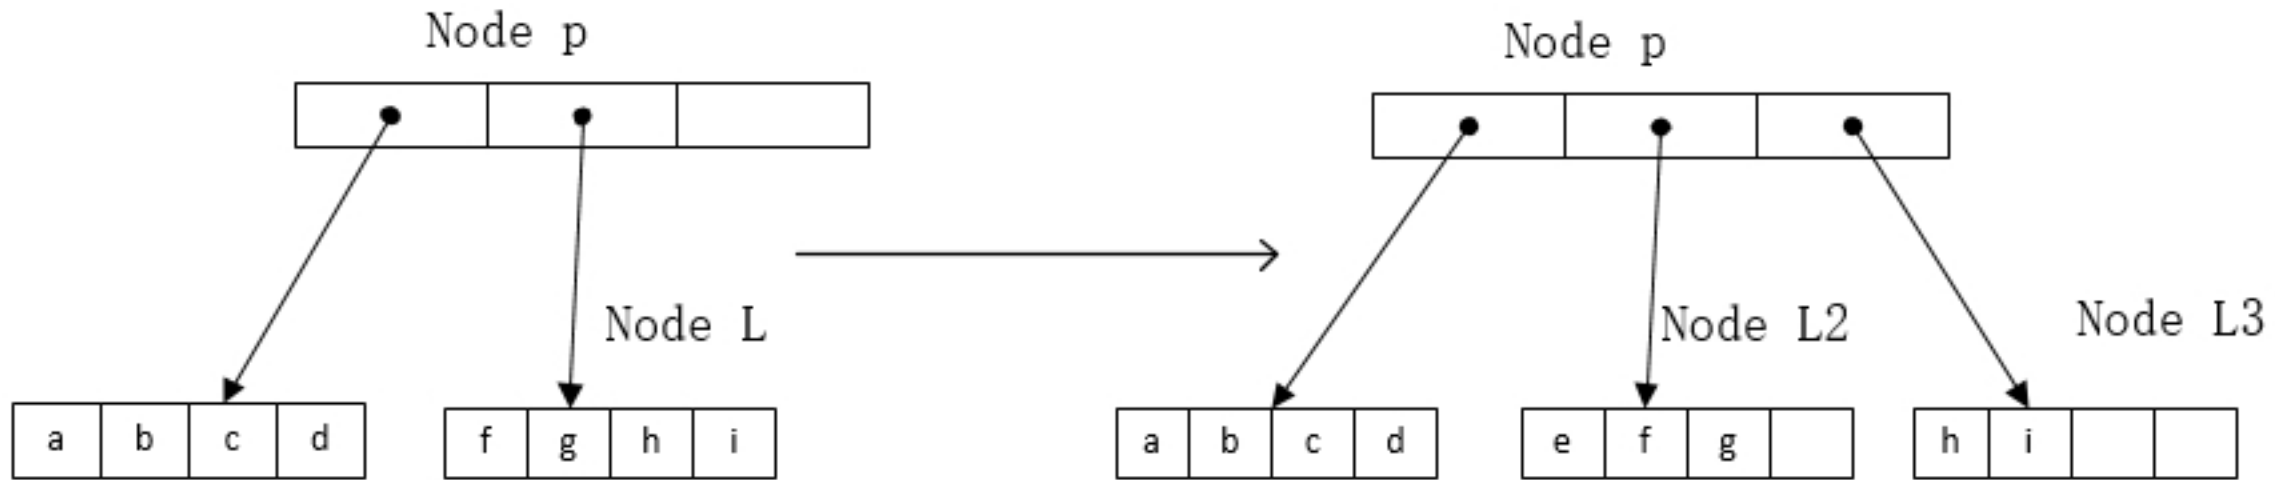 Node p
Node L
a b c d
f g h i
Node p
Node L2
Node L3
a b c d
e f g
h i